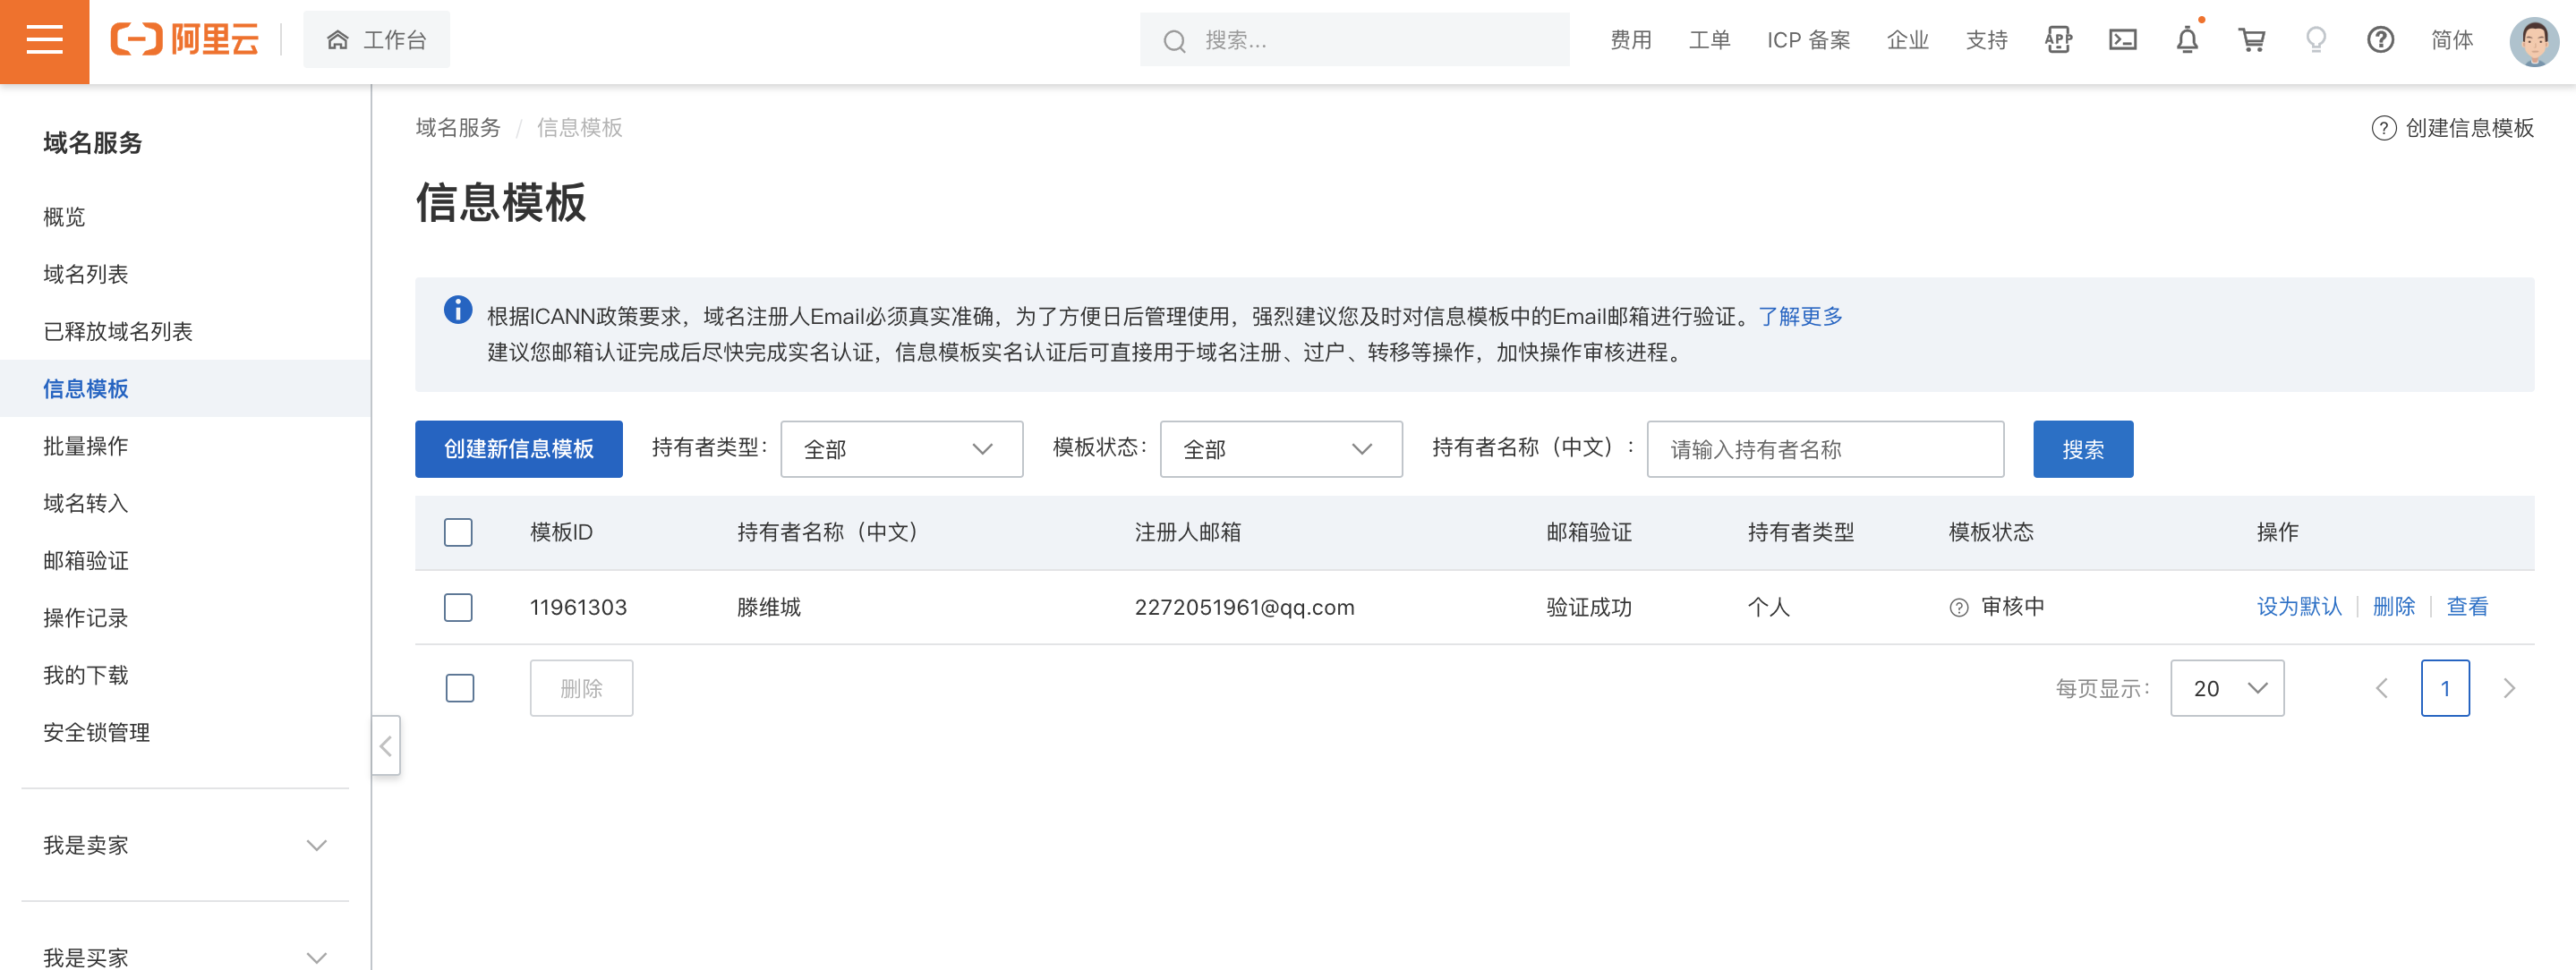 阿里云
工作台
搜索...
费用
工单
ICP 备案
企业
支持
APP
简体
域名服务
概览
域名列表
已释放域名列表
信息模板
批量操作
域名转入
邮箱验证
操作记录
我的下载
安全锁管理
我是卖家
我是买家
域名服务 / 信息模板
创建信息模板
信息模板
根据ICANN政策要求，域名注册人Email必须真实准确，为了方便日后管理使用，强烈建议您及时对信息模板中的Email邮箱进行验证。了解更多
建议您邮箱认证完成后尽快完成实名认证，信息模板实名认证后可直接用于域名注册、过户、转移等操作，加快操作审核进程。
创建新信息模板 持有者类型： 全部 模板状态： 全部 持有者名称（中文）： 请输入持有者名称 搜索
模板ID 持有者名称（中文） 注册人邮箱 邮箱验证 持有者类型 模板状态 操作
11961303 滕维城 2272051961@qq.com 验证成功 个人 审核中 设为默认 删除 查看
删除 每页显示： 20 1